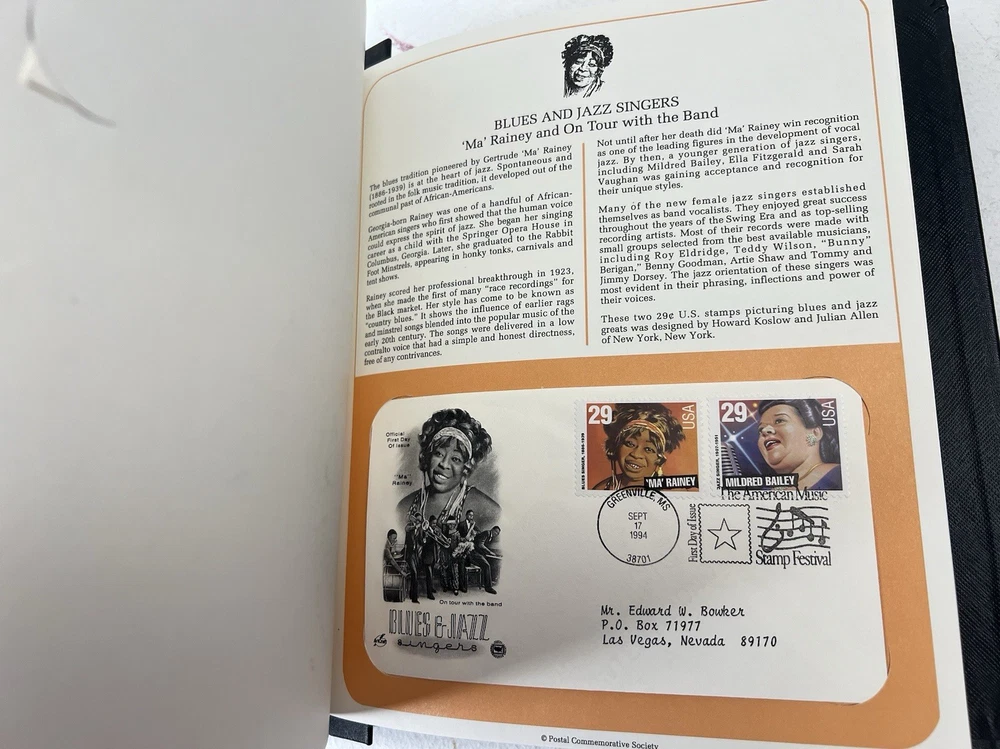 BLUES AND JAZZ SINGERS
'Ma' Rainey and On Tour with the Band
The blues tradition pioneered by Gertrude 'Ma' Rainey
(1886-1939) is at the heart of jazz. Spontaneous and
rooted in the folk music tradition, it developed out of the
communal past of African-Americans.
Georgia-born Rainey was one of a handful of African-
American singers who first showed that the human voice
could express the spirit of jazz. She began her singing
career as a child with the Springer Opera House in
Columbus, Georgia. Later, she graduated to the Rabbit
Foot Minstrels, appearing in honky tonks, carnivals and
tent shows.
Rainey scored her professional breakthrough in 1923,
when she made the first of many "race recordings" for
the Black market. Her style has come to be known as
"country blues." It shows the influence of earlier rags
and minstrel songs blended into the popular music of the
early 20th century. The songs were delivered in a low
contralto voice that had a simple and honest directness,
free of any contrivances.
Not until after her death did 'Ma' Rainey win recognition
as one of the leading figures in the development of vocal
jazz. By then, a younger generation of jazz singers,
including Mildred Bailey, Ella Fitzgerald and Sarah
Vaughan was gaining acceptance and recognition for
their unique styles.
Many of the new female jazz singers established
themselves as band vocalists. They enjoyed great success
throughout the years of the Swing Era and as top-selling
recording artists. Most of their records were made with
small groups selected from the best available musicians,
including Roy Eldridge, Teddy Wilson, "Bunny"
Berigan," Benny Goodman, Artie Shaw and Tommy and
Jimmy Dorsey. The jazz orientation of these singers was
most evident in their phrasing, inflections and power of
their voices.
These two 29¢ U.S. stamps picturing blues and jazz
greats was designed by Howard Koslow and Julian Allen
of New York, New York.
Official
First Day
Of Issue
"Ma"
Rainey
On tour with the band
BLUES & JAZZ
singers
29
USA
BLUES SINGER, 1886-1939
'MA' RAINEY
29
USA
JAZZ SINGER, 1907-1951
MILDRED BAILEY
GREENVILLE, MS
SEPT
17
1994
38701
First Day of Issue
The American Music
Stamp Festival
Mr. Edward W. Bowker
P.O. Box 71977
Las Vegas, Nevada 89170
© Postal Commemorative Society